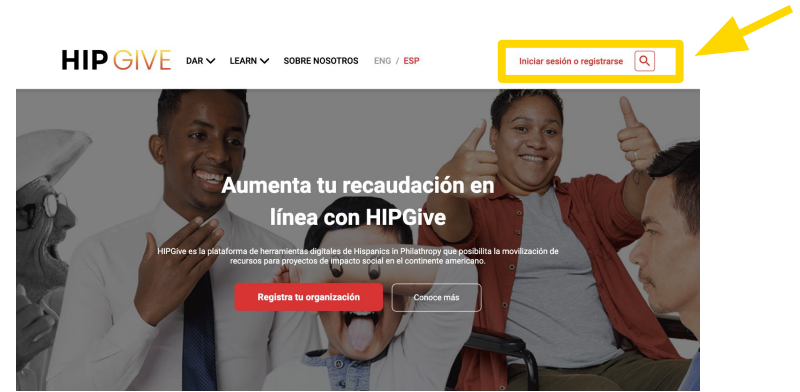 HIPGIVE DAR LEARN SOBRE NOSOTROS ENG / ESP Iniciar sesión o registrarse
Aumenta tu recaudación en
línea con HIPGive
HIPGive es la plataforma de herramientas digitales de Hispanics in Philathropy que posibilita la movilización de
recursos para proyectos de impacto social en el continente americano.
Registra tu organización Conoce más